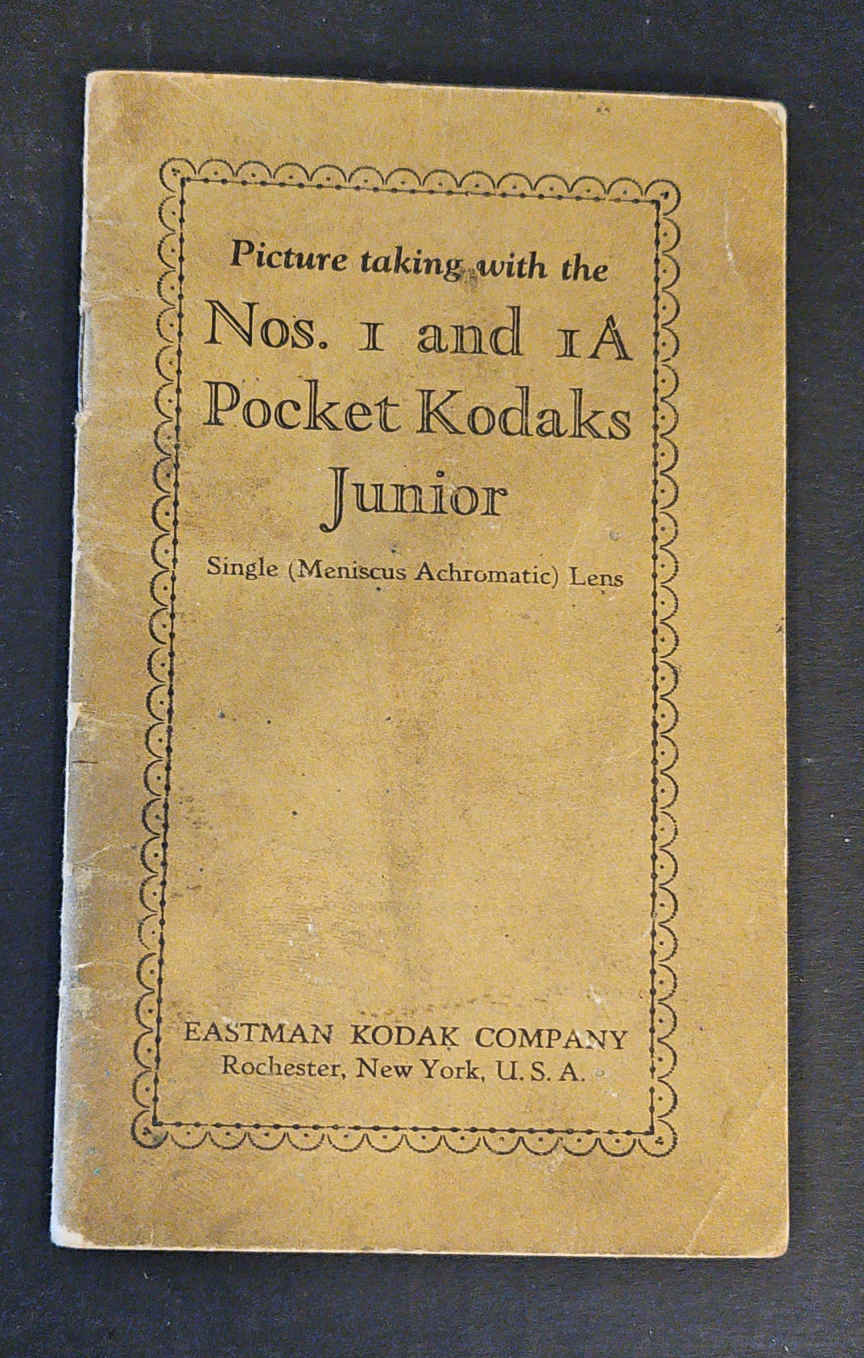 Picture taking with the
Nos. 1 and 1A
Pocket Kodaks
Junior
Single (Meniscus Achromatic) Lens
EASTMAN KODAK COMPANY
Rochester, New York, U. S. A.